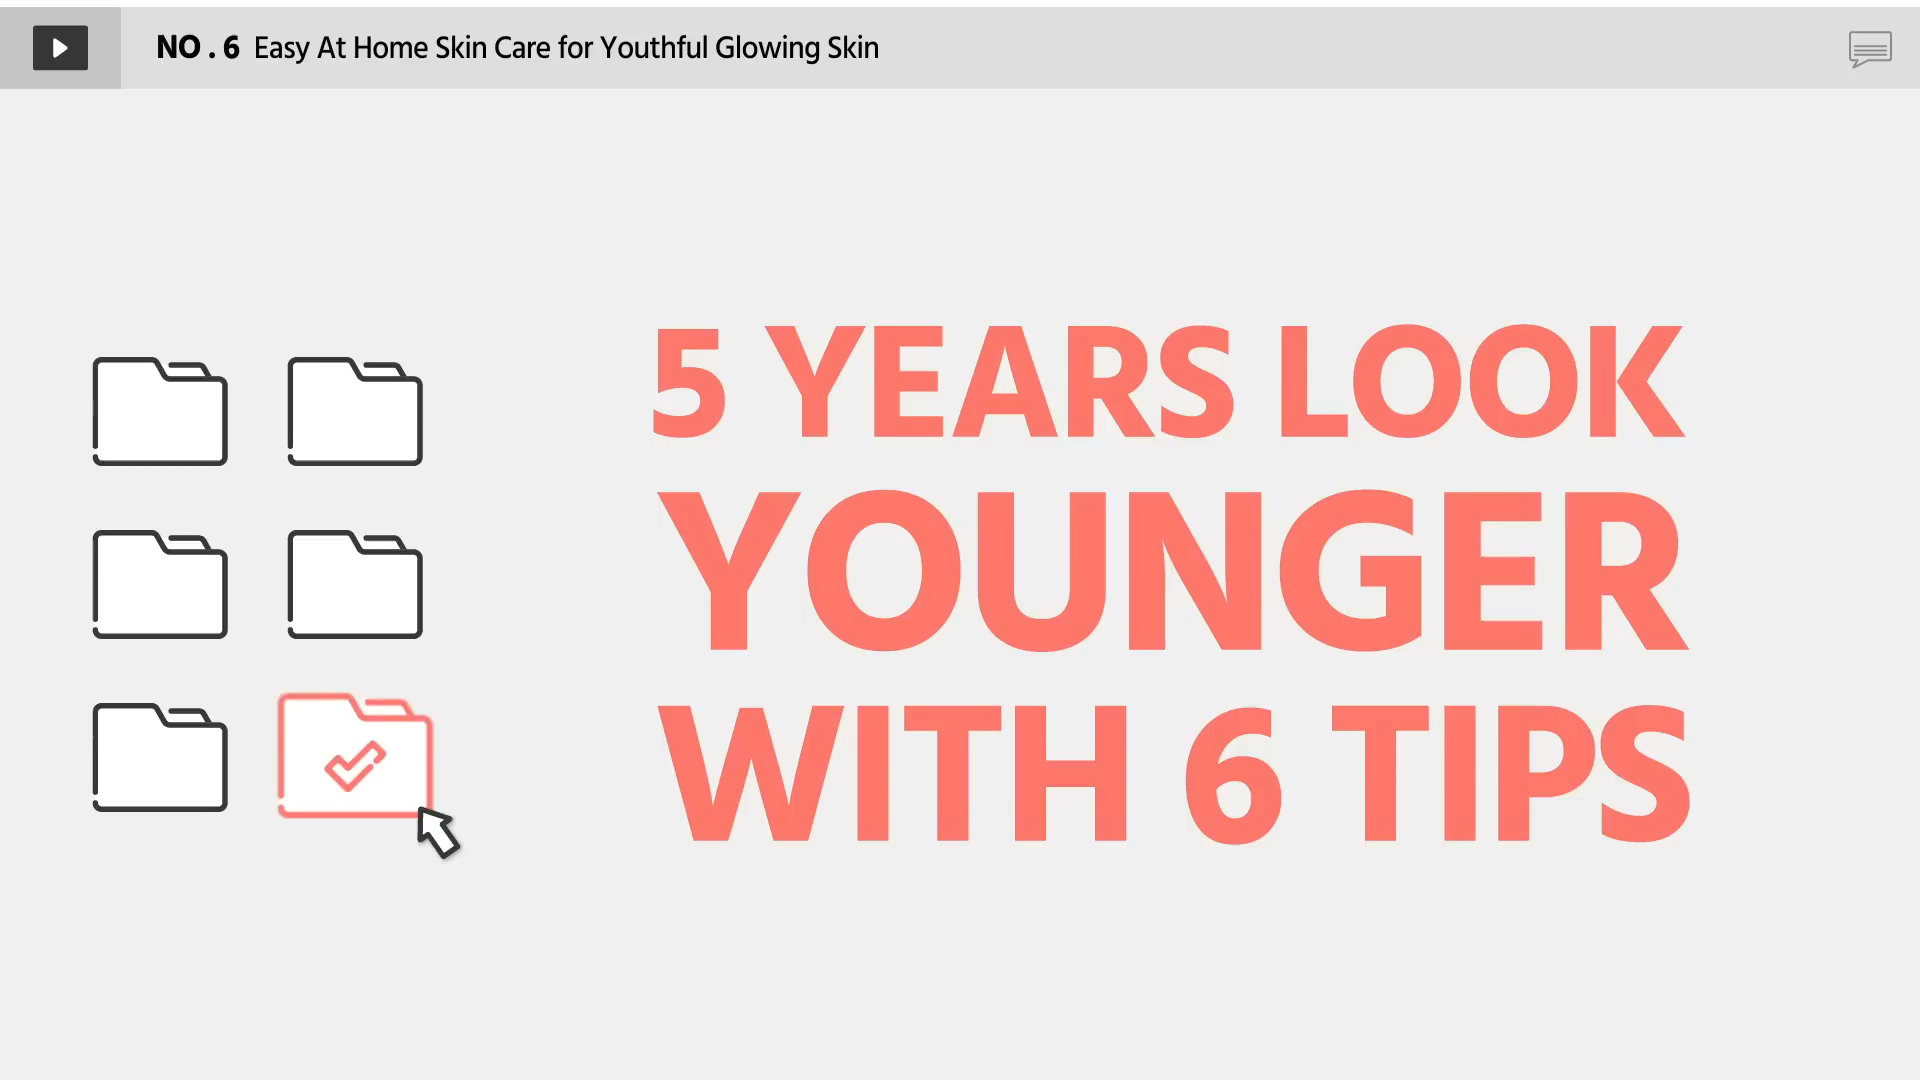 NO . 6 Easy At Home Skin Care for Youthful Glowing Skin
5 YEARS LOOK
YOUNGER
WITH 6 TIPS